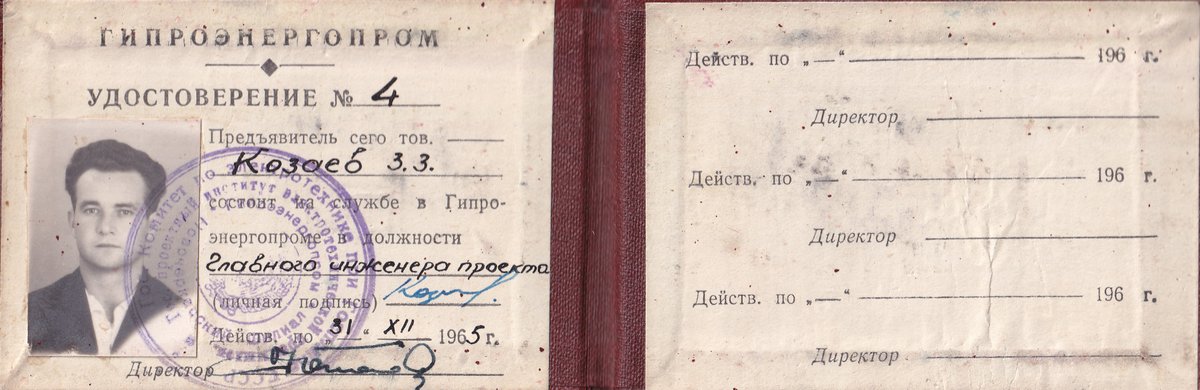 ГИПРОЭНЕРГОПРОМ
УДОСТОВЕРЕНИЕ № 4
Предъявитель сего тов.
Козаев З.З.
состоит на службе в Гипро-
энергопроме в должности
Главного инженера проекта
(личная подпись)
Действ. по „31“ XII 1965 г.
Директор
Действ. по „—“ 196 г.
Директор
Действ. по „—“ 196 г.
Директор
Действ. по „—“ 196 г.
Директор